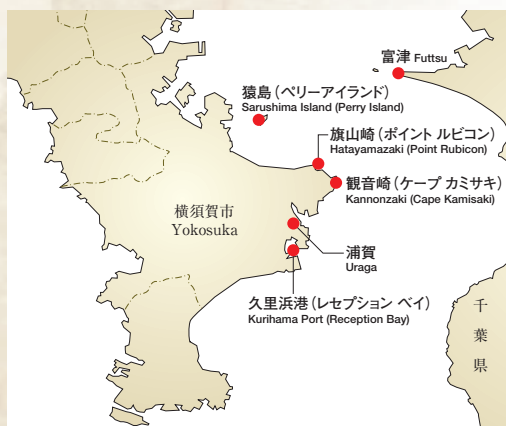 富津 Futtsu
猿島（ペリーアイランド）
Sarushima Island (Perry Island)
旗山崎（ポイント ルビコン）
Hatayamazaki (Point Rubicon)
観音崎（ケープ カミサキ）
Kannonzaki (Cape Kamisaki)
横須賀市
Yokosuka
浦賀
Uraga
久里浜港（レセプション ベイ）
Kurihama Port (Reception Bay)
千葉県